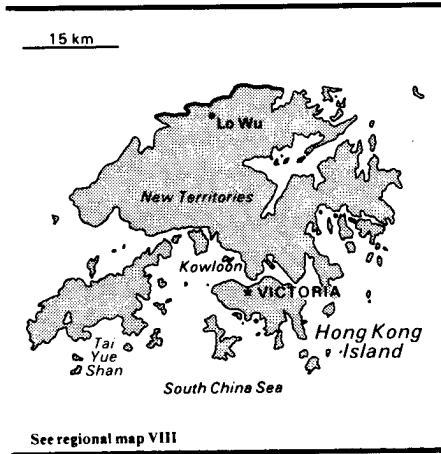 15 km
Lo Wu
New Territories
Kowloon
VICTORIA
Hong Kong
Island
Tai
Yue
Shan
South China Sea
See regional map VIII